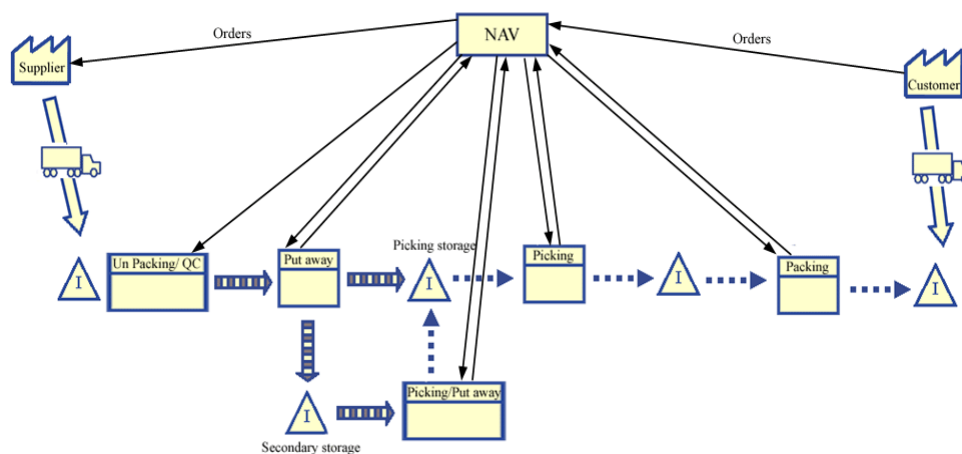 Orders
NAV
Orders
Supplier
Customer
Picking storage
Un Packing/ QC
Put away
Picking
Packing
I
I
I
I
Picking/Put away
I
Secondary storage